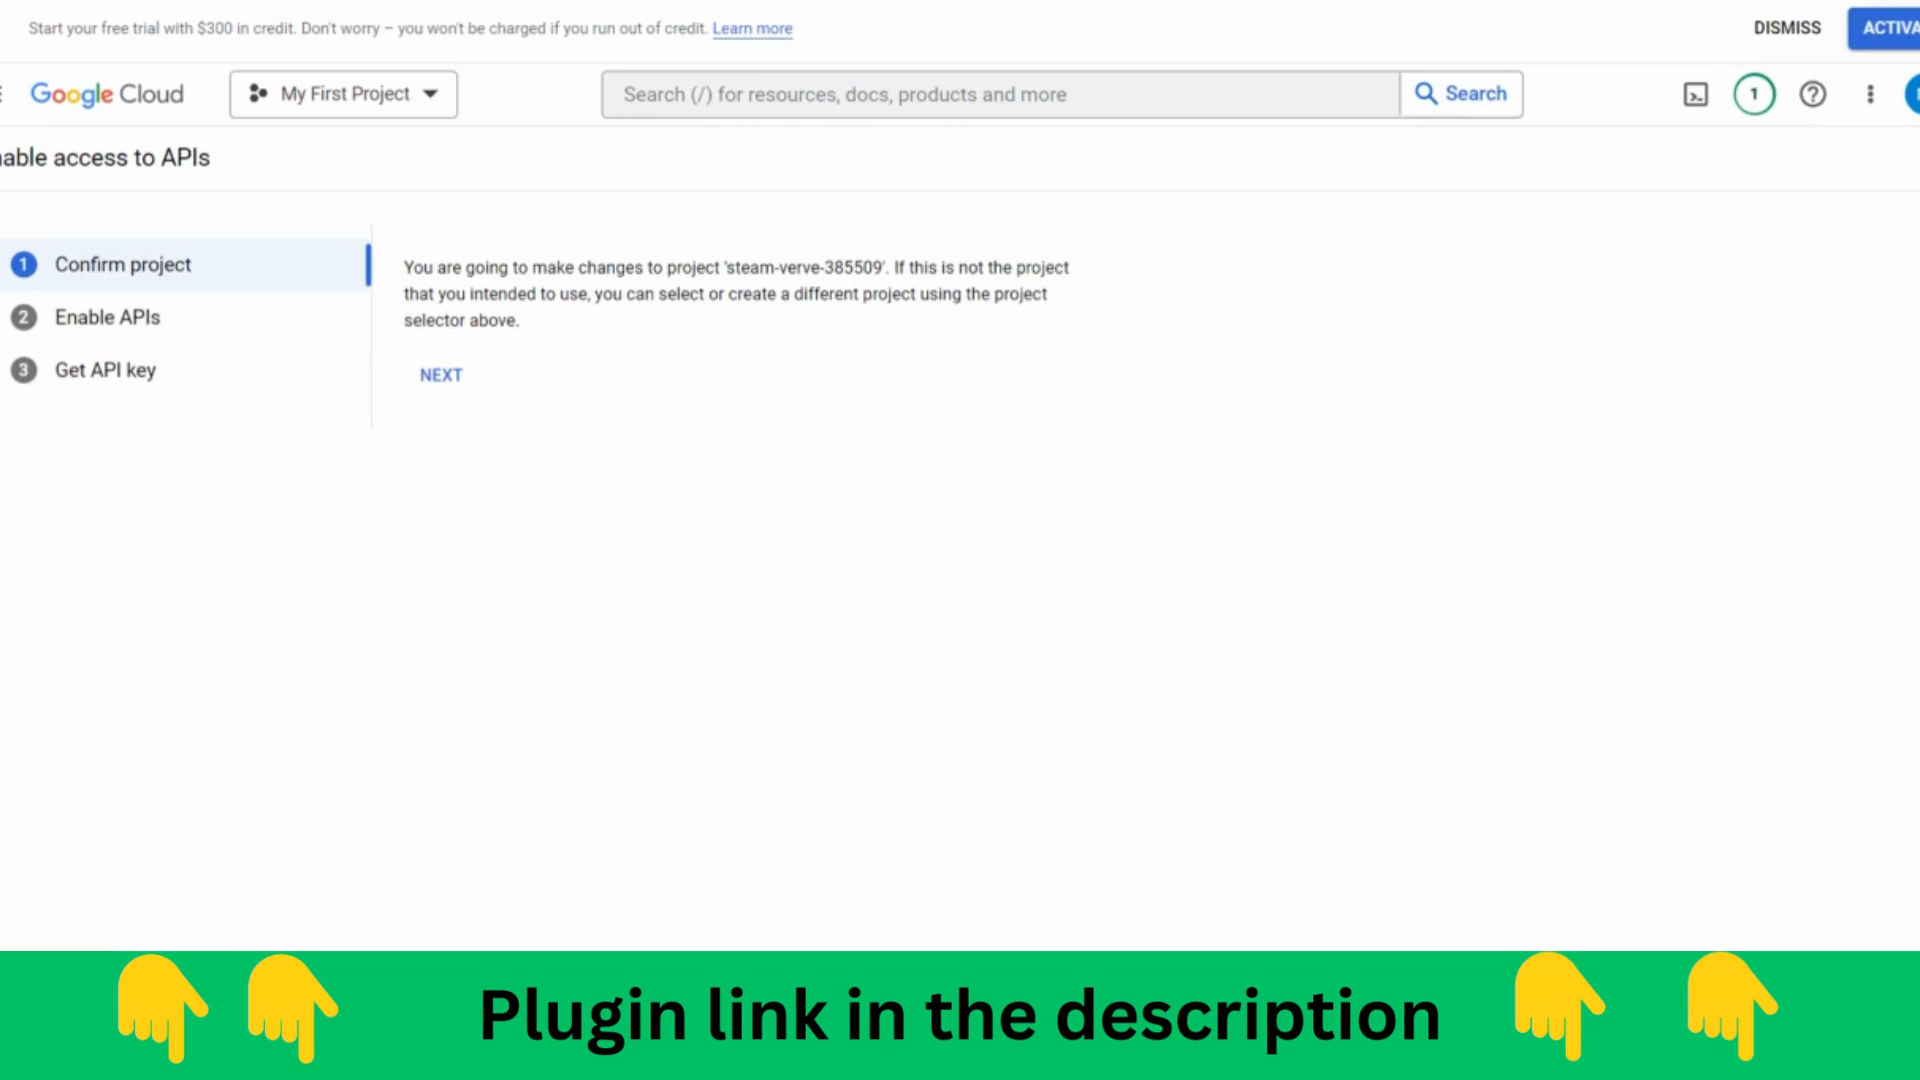 Start your free trial with $300 in credit. Don't worry – you won't be charged if you run out of credit. Learn more
DISMISS
ACTIVA
Google Cloud
My First Project
Search (/) for resources, docs, products and more
Search
1
nable access to APIs
1 Confirm project
2 Enable APIs
3 Get API key
You are going to make changes to project 'steam-verve-385509'. If this is not the project
that you intended to use, you can select or create a different project using the project
selector above.
NEXT
Plugin link in the description